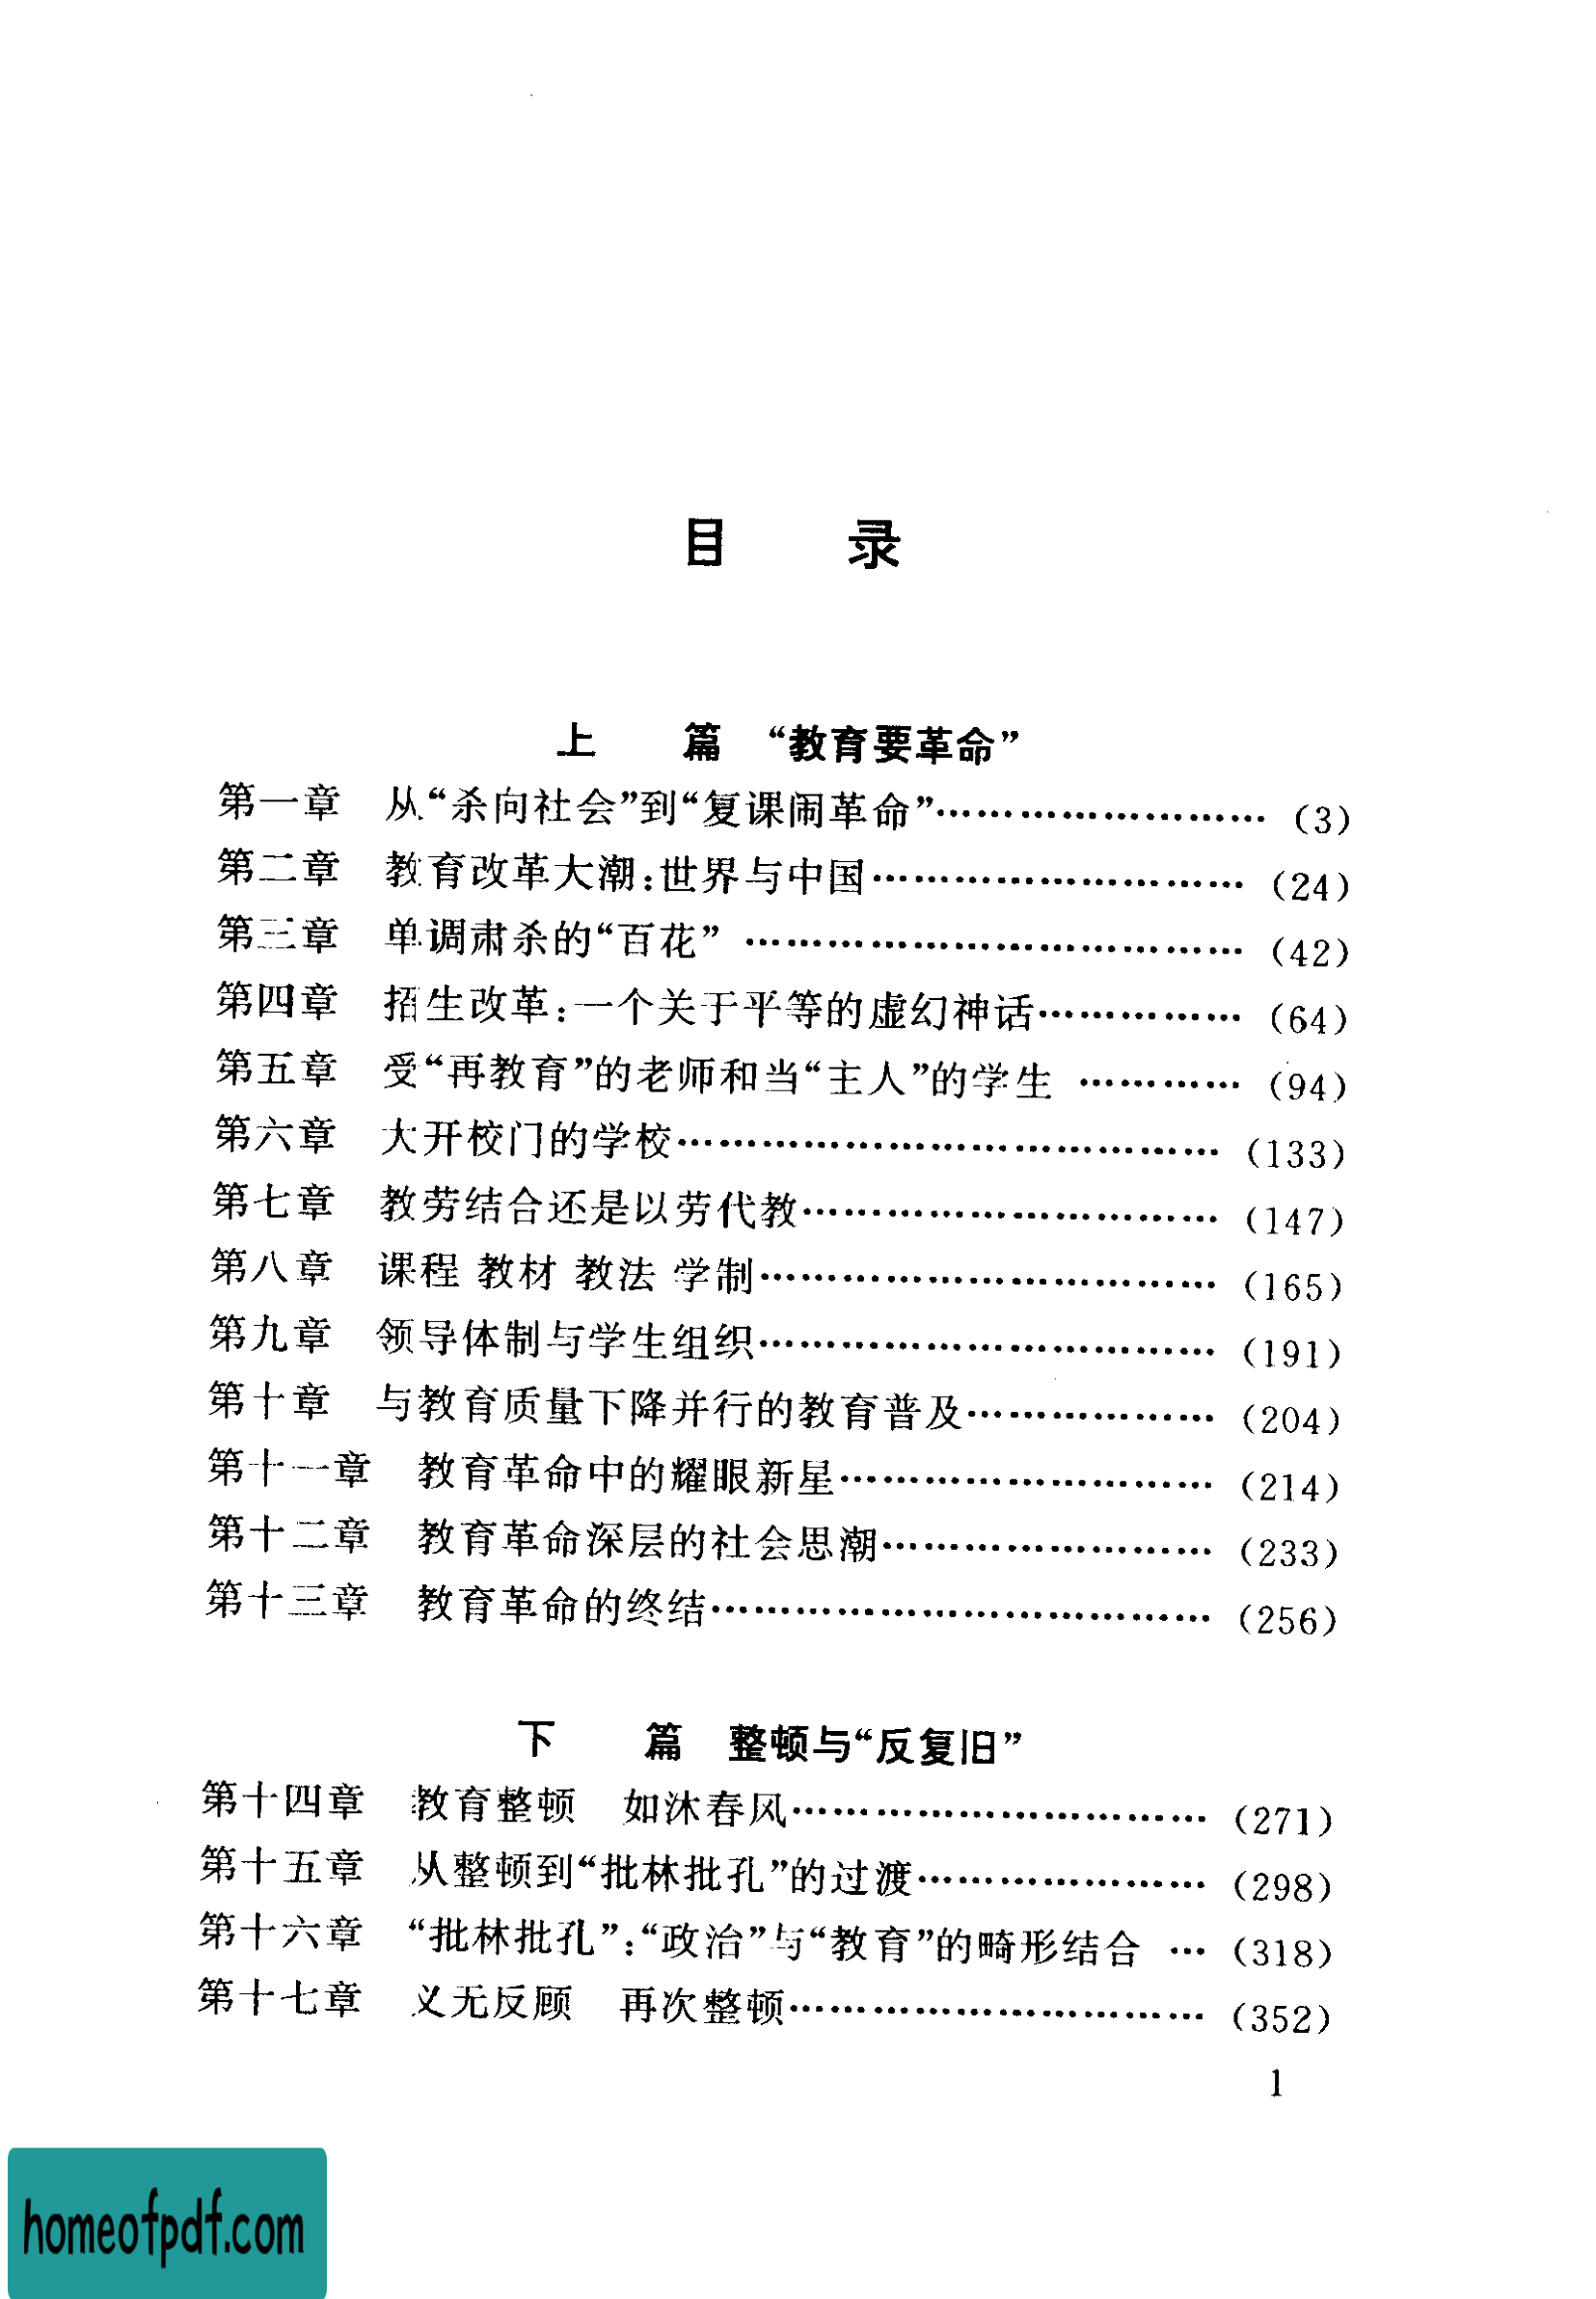 目 录
上 篇 “教育要革命”
第一章 从“杀向社会”到“复课闹革命”…………………… (3)
第二章 教育改革大潮:世界与中国……………………… (24)
第三章 单调肃杀的“百花” ……………………………… (42)
第四章 招生改革:一个关于平等的虚幻神话…………… (64)
第五章 受“再教育”的老师和当“主人”的学生 ………… (94)
第六章 大开校门的学校………………………………… (133)
第七章 教劳结合还是以劳代教………………………… (147)
第八章 课程 教材 教法 学制…………………………… (165)
第九章 领导体制与学生组织…………………………… (191)
第十章 与教育质量下降并行的教育普及……………… (204)
第十一章 教育革命中的耀眼新星……………………… (214)
第十二章 教育革命深层的社会思潮…………………… (233)
第十三章 教育革命的终结……………………………… (256)
下 篇 整顿与“反复旧”
第十四章 教育整顿 如沐春风………………………… (271)
第十五章 从整顿到“批林批孔”的过渡………………… (298)
第十六章 “批林批孔”:“政治”与“教育”的畸形结合 … (318)
第十七章 义无反顾 再次整顿………………………… (352)
1
homeofpdf.com